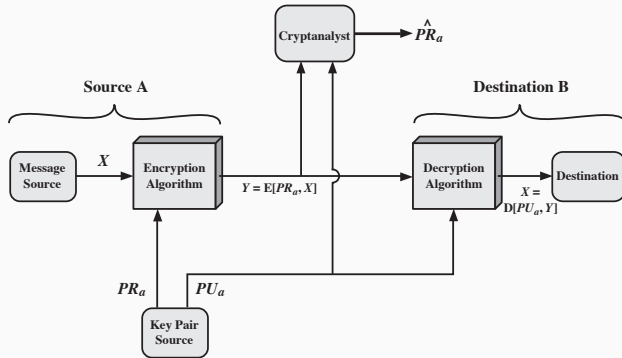 Cryptanalyst
P̂R_a
Source A
Destination B
Message
Source
X
Encryption
Algorithm
Y = E[PR_a, X]
Decryption
Algorithm
X =
D[PU_a, Y]
Destination
PR_a
PU_a
Key Pair
Source